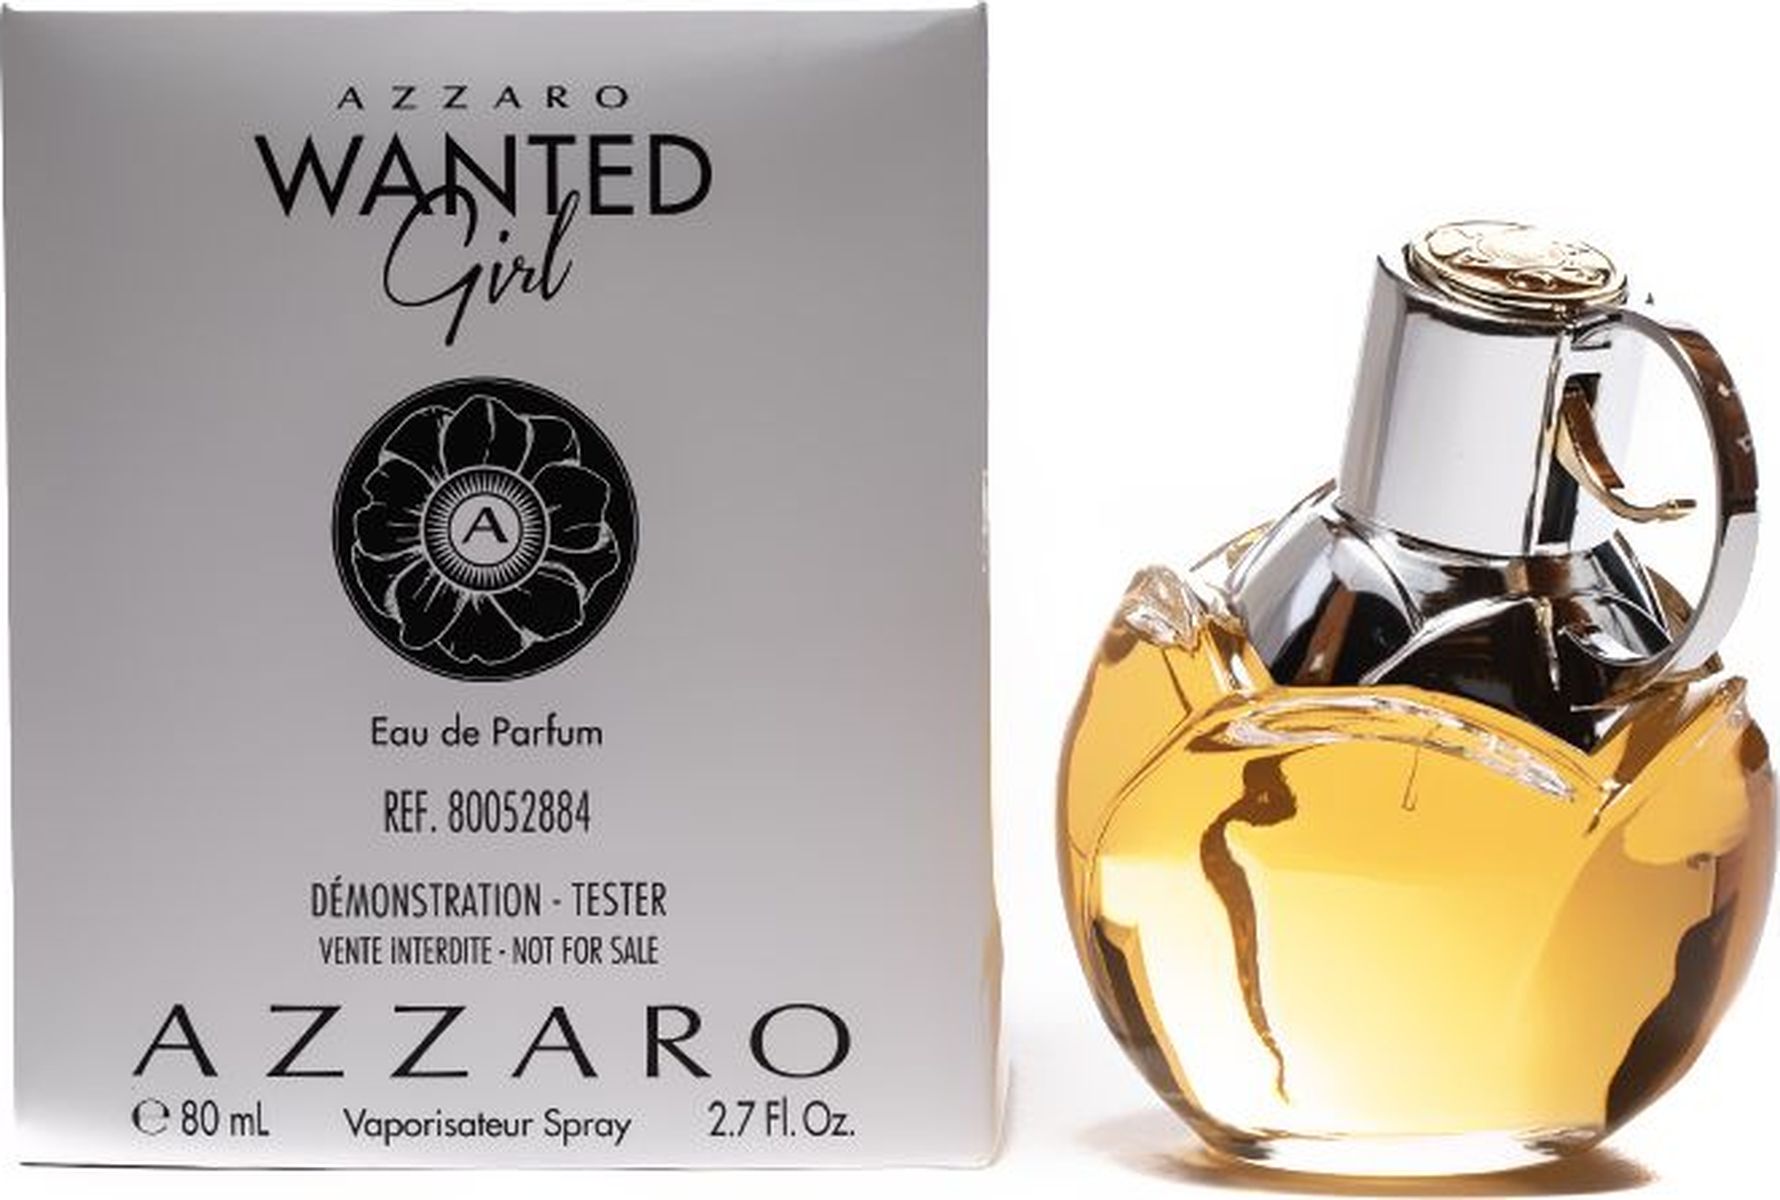 AZZARO
WANTED
Girl
A
Eau de Parfum
REF. 80052884
DÉMONSTRATION - TESTER
VENTE INTERDITE - NOT FOR SALE
AZZARO
℮ 80 mL Vaporisateur Spray 2.7 Fl. Oz.